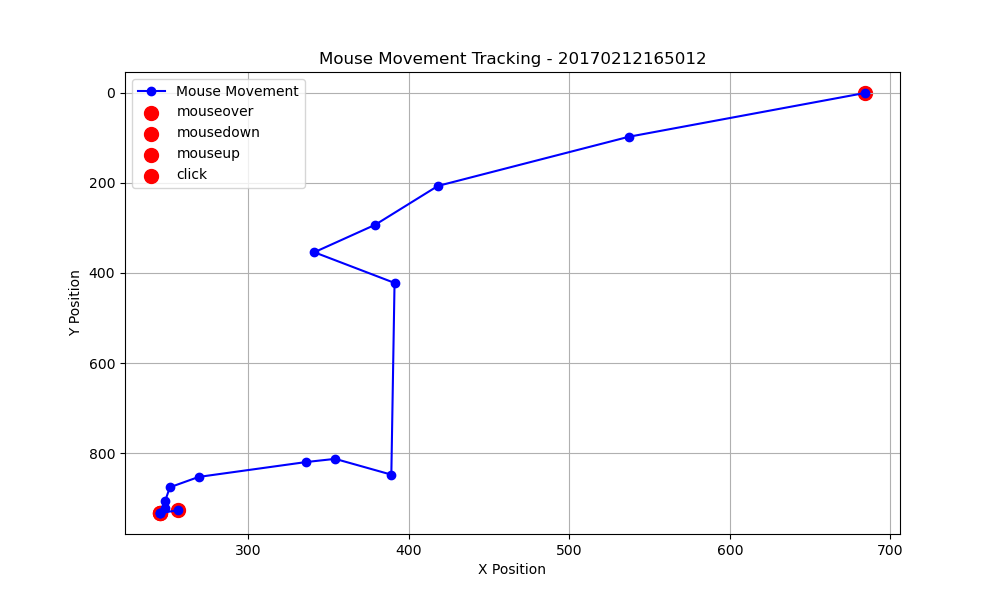 Mouse Movement Tracking - 20170212165012
Mouse Movement
mouseover
mousedown
mouseup
click
0
200
400
600
800
Y Position
300
400
500
600
700
X Position